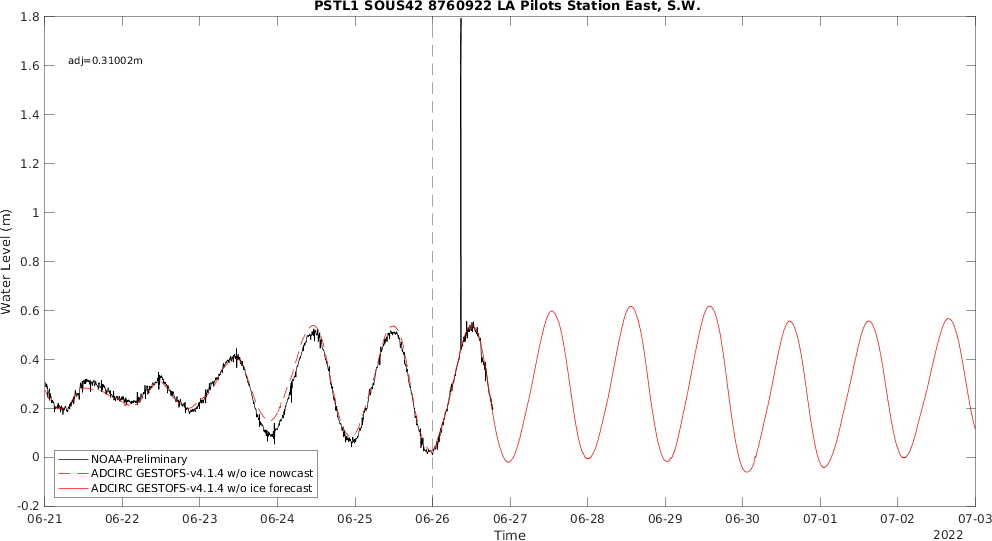 PSTL1 SOUS42 8760922 LA Pilots Station East, S.W.
adj=0.31002m
1.8
1.6
1.4
1.2
1
0.8
0.6
0.4
0.2
0
-0.2
Water Level (m)
NOAA-Preliminary
ADCIRC GESTOFS-v4.1.4 w/o ice nowcast
ADCIRC GESTOFS-v4.1.4 w/o ice forecast
06-21 06-22 06-23 06-24 06-25 06-26 06-27 06-28 06-29 06-30 07-01 07-02 07-03
Time
2022